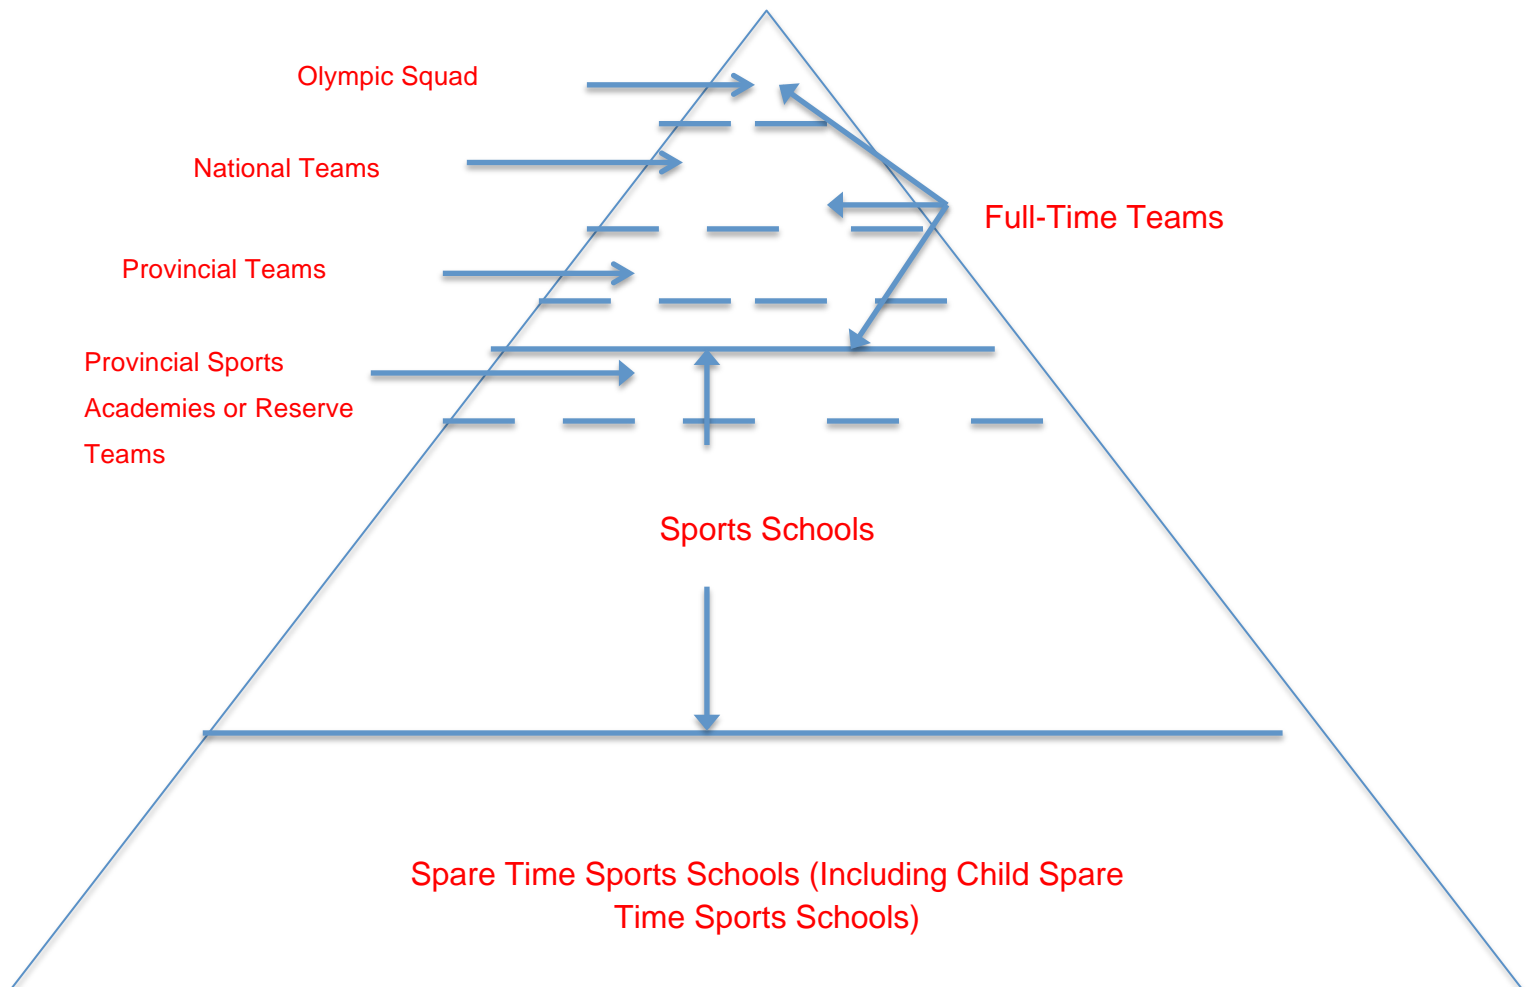 Olympic Squad
National Teams
Full-Time Teams
Provincial Teams
Provincial Sports
Academies or Reserve
Teams
Sports Schools
Spare Time Sports Schools (Including Child Spare
Time Sports Schools)